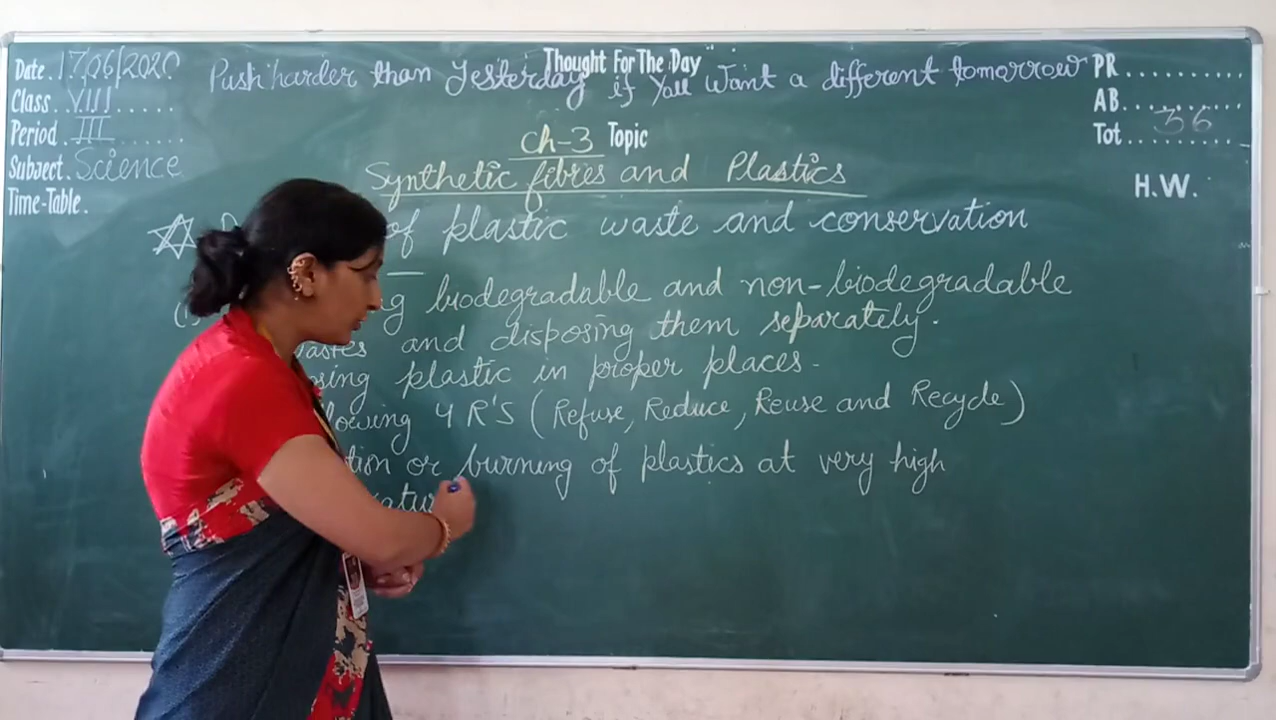 Thought For The Day
Date. 17/06/2020
Push harder than yesterday if you want a different tomorrow
PR
Class. VIII
AB.
Period. III
Tot. 36
Ch-3 Topic
Subject. Science
Synthetic fibres and Plastics
H.W.
Time-Table.
of plastic waste and conservation
biodegradable and non-biodegradable
and disposing them separately.
plastic in proper places.
4 R'S (Refuse, Reduce, Reuse and Recycle)
or burning of plastics at very high